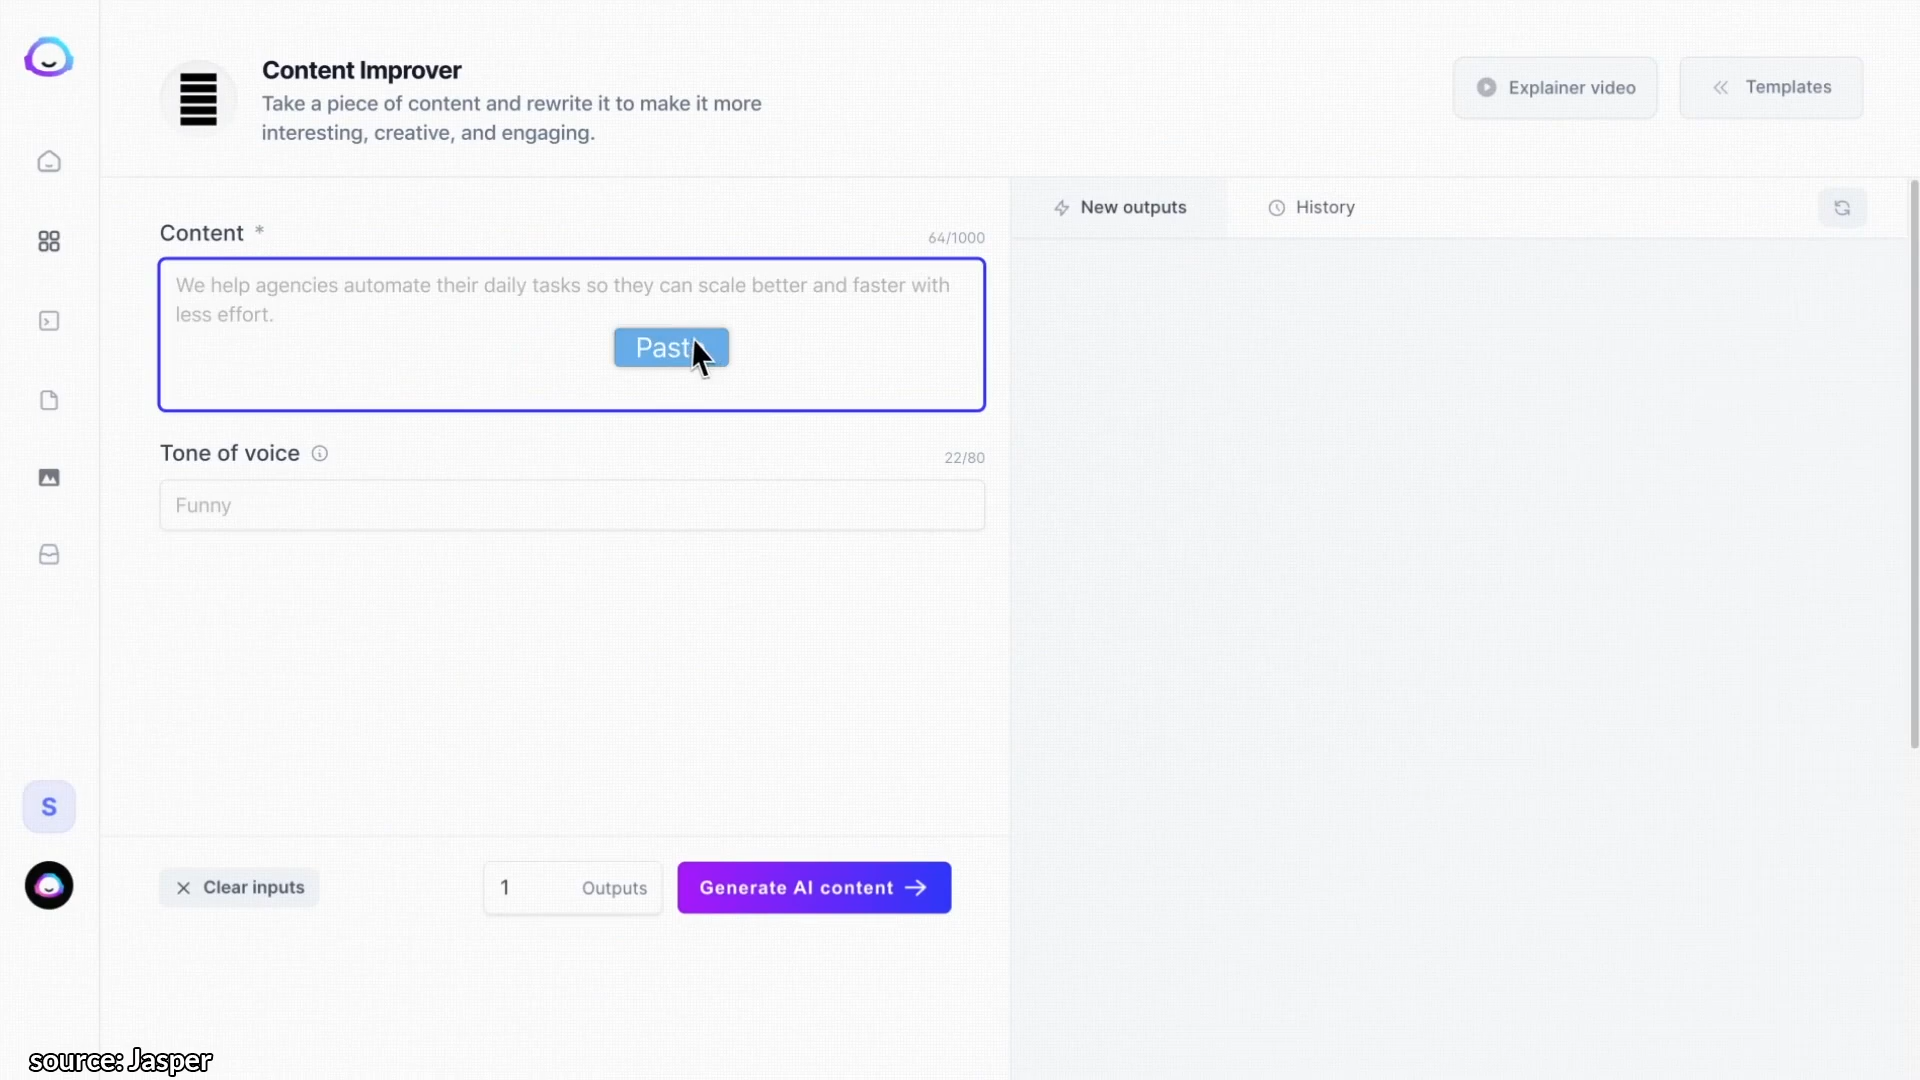 Content Improver
Take a piece of content and rewrite it to make it more
interesting, creative, and engaging.
Explainer video
Templates
Content *
64/1000
We help agencies automate their daily tasks so they can scale better and faster with
less effort.
Past
Tone of voice
22/80
Funny
New outputs
History
S
Clear inputs
1 Outputs
Generate AI content
source: Jasper